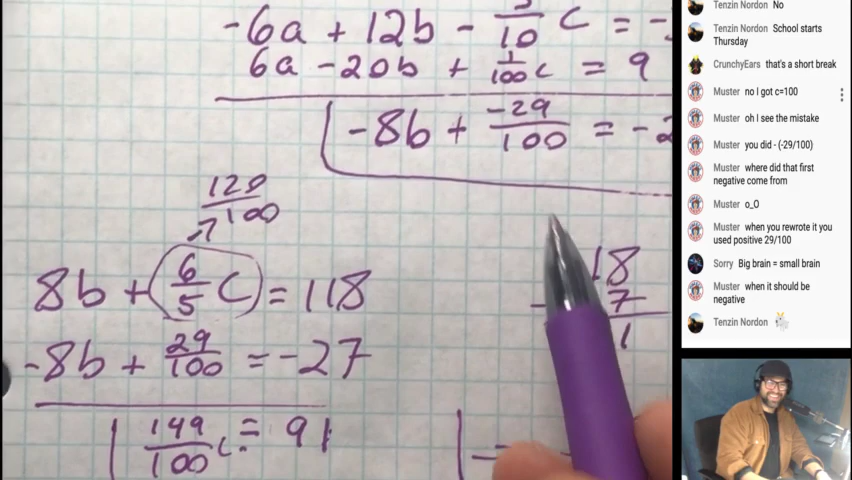 -6a + 12b - /10 C = -
6a - 20b + 1/100 c = 9
-8b + -29/100 = -2
120/100
8b + 6/5 C = 118
-8b + 29/100 = -27
149/100 c = 91
18
7
1
Tenzin Nordon No
Tenzin Nordon School starts
Thursday
CrunchyEars that's a short break
Muster no I got c=100
Muster oh I see the mistake
Muster you did - (-29/100)
Muster where did that first
negative come from
Muster o_O
Muster when you rewrote it you
used positive 29/100
Sorry Big brain = small brain
Muster when it should be
negative
Tenzin Nordon